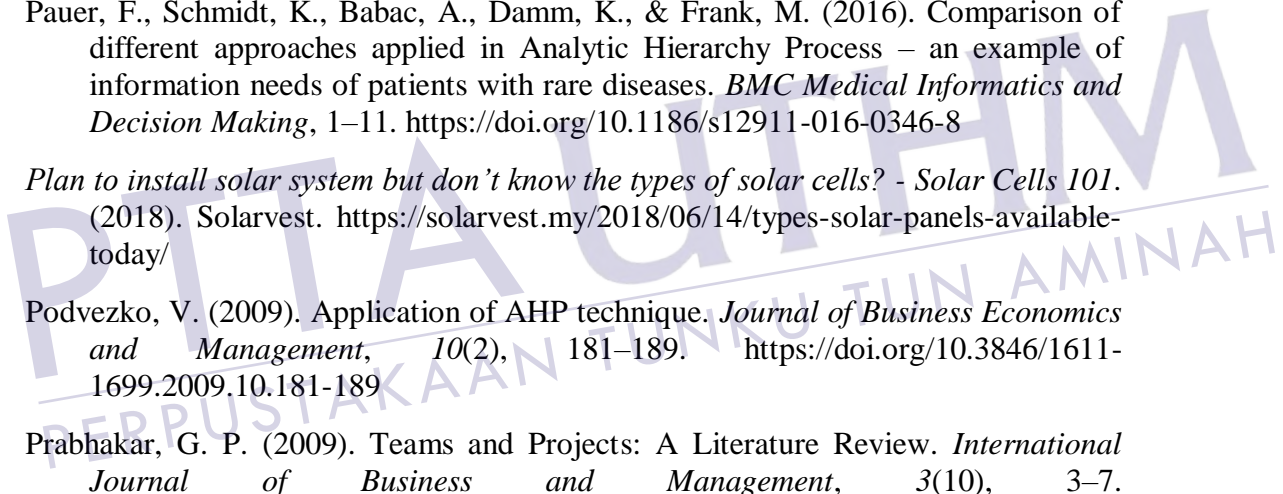 Pauer, F., Schmidt, K., Babac, A., Damm, K., & Frank, M. (2016). Comparison of
different approaches applied in Analytic Hierarchy Process – an example of
information needs of patients with rare diseases. BMC Medical Informatics and
Decision Making, 1–11. https://doi.org/10.1186/s12911-016-0346-8
Plan to install solar system but don’t know the types of solar cells? - Solar Cells 101.
(2018). Solarvest. https://solarvest.my/2018/06/14/types-solar-panels-available-
today/
Podvezko, V. (2009). Application of AHP technique. Journal of Business Economics
and Management, 10(2), 181–189. https://doi.org/10.3846/1611-
1699.2009.10.181-189
Prabhakar, G. P. (2009). Teams and Projects: A Literature Review. International
Journal of Business and Management, 3(10), 3–7.
PTTA UTHM
PERPUSTAKAAN TUNKU TUN AMINAH